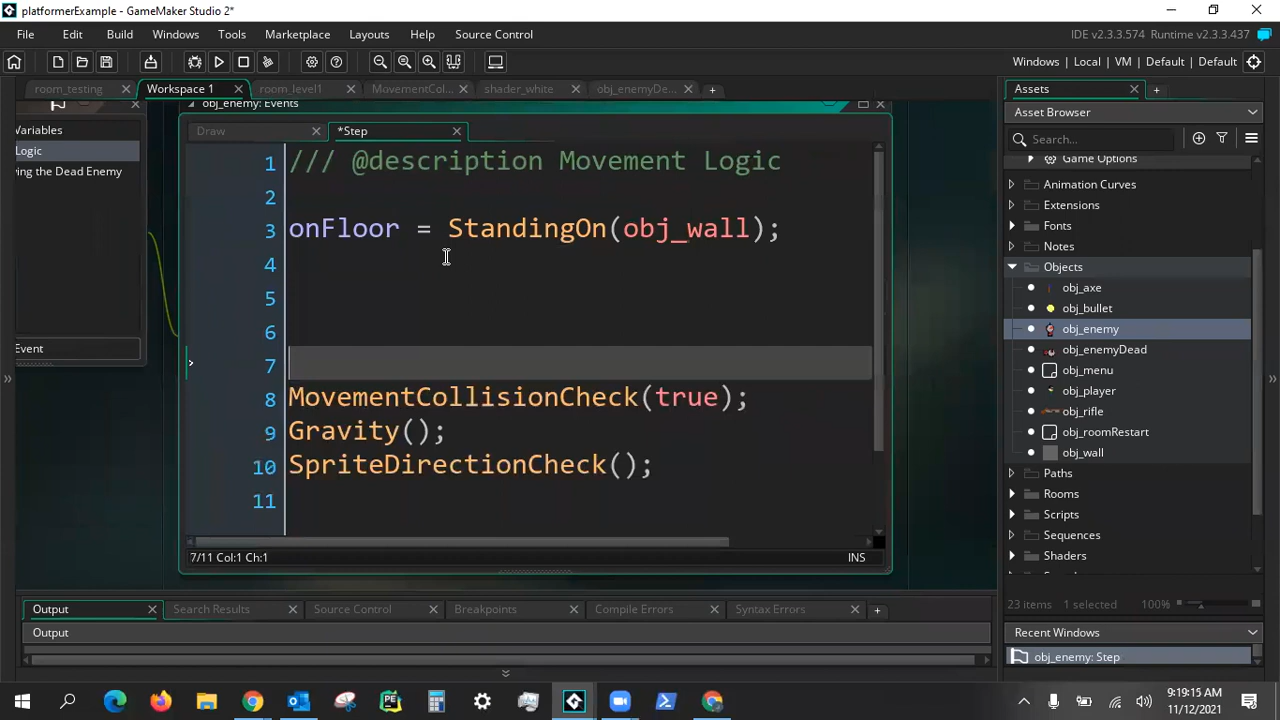 platformerExample - GameMaker Studio 2*
File Edit Build Windows Tools Marketplace Layouts Help Source Control
IDE v2.3.3.574 Runtime v2.3.3.437
Windows | Local | VM | Default | Default
room_testing Workspace 1 room_level1 MovementCol... shader_white obj_enemyDe...
obj_enemy: Events
Variables
Logic
ing the Dead Enemy
Event
Draw *Step
1 /// @description Movement Logic
2
3 onFloor = StandingOn(obj_wall);
4
5
6
7
8 MovementCollisionCheck(true);
9 Gravity();
10 SpriteDirectionCheck();
11
7/11 Col:1 Ch:1 INS
Assets
Asset Browser
Search...
Game Options
Animation Curves
Extensions
Fonts
Notes
Objects
obj_axe
obj_bullet
obj_enemy
obj_enemyDead
obj_menu
obj_player
obj_rifle
obj_roomRestart
obj_wall
Paths
Rooms
Scripts
Sequences
Shaders
23 items 1 selected 100%
Recent Windows
obj_enemy: Step
Output Search Results Source Control Breakpoints Compile Errors Syntax Errors
Output
9:19:15 AM
11/12/2021